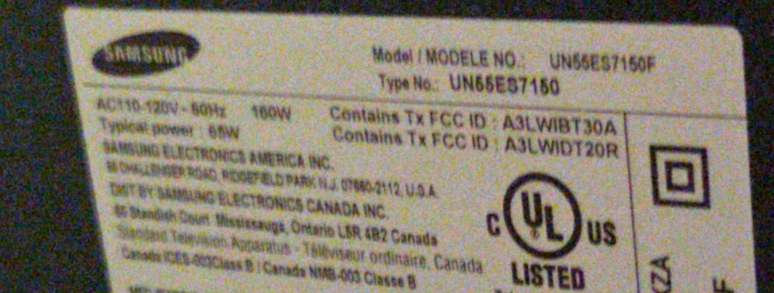 SAMSUNG
Model / MODELE NO.: UN55ES7150F
Type No.: UN55ES7150
AC110-120V - 60Hz 160W Contains Tx FCC ID : A3LWIBT30A
Typical power : 66W Contains Tx FCC ID : A3LWIDT20R
SAMSUNG ELECTRONICS AMERICA INC.
85 CHALLENGER ROAD, RIDGEFIELD PARK N.J. 07660-2112, U.S.A.
DIST BY SAMSUNG ELECTRONICS CANADA INC.
Standish Court Mississauga, Ontario L5R 4B2 Canada
Standard Television Apparatus - Téléviseur ordinaire, Canada
Canada ICES-003 Class B / Canada NMB-003 Classe B
C UL US
LISTED
ZA